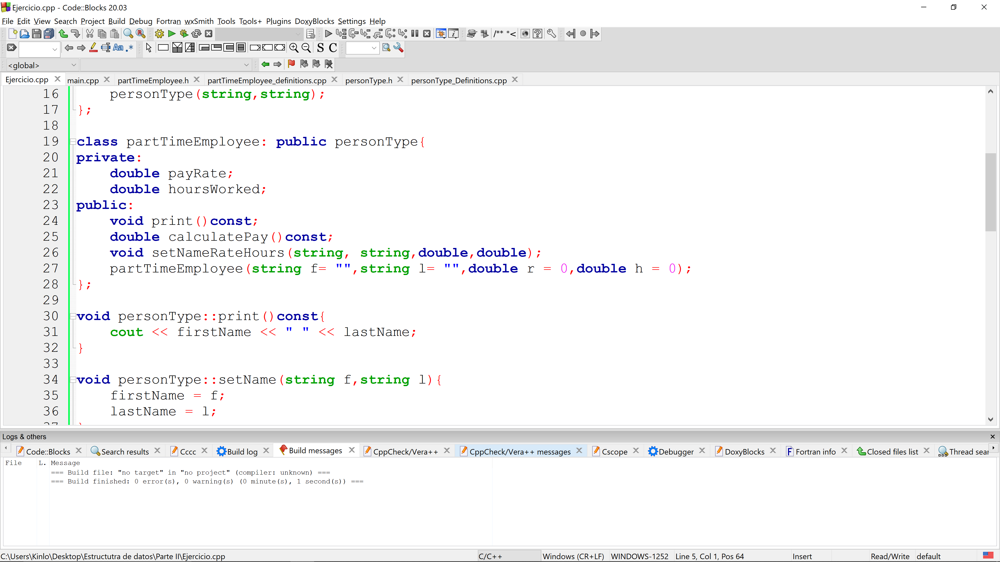 Ejercicio.cpp - Code::Blocks 20.03
File Edit View Search Project Build Debug Fortran wxSmith Tools Tools+ Plugins DoxyBlocks Settings Help
/** *<
Aa .* S C
<global>
Ejercicio.cpp main.cpp partTimeEmployee.h partTimeEmployee_definitions.cpp personType.h personType_Definitions.cpp
16 personType(string,string);
17 };
18
19 class partTimeEmployee: public personType{
20 private:
21 double payRate;
22 double hoursWorked;
23 public:
24 void print()const;
25 double calculatePay()const;
26 void setNameRateHours(string, string,double,double);
27 partTimeEmployee(string f= "",string l= "",double r = 0,double h = 0);
28 };
29
30 void personType::print()const{
31 cout << firstName << " " << lastName;
32 }
33
34 void personType::setName(string f,string l){
35 firstName = f;
36 lastName = l;
Logs & others
Code::Blocks Search results Cccc Build log Build messages CppCheck/Vera++ CppCheck/Vera++ messages Cscope Debugger DoxyBlocks Fortran info Closed files list Thread sear
File L. Message
=== Build file: "no target" in "no project" (compiler: unknown) ===
=== Build finished: 0 error(s), 0 warning(s) (0 minute(s), 1 second(s)) ===
C:\Users\Kinlo\Desktop\Estructutra de datos\Parte II\Ejercicio.cpp C/C++ Windows (CR+LF) WINDOWS-1252 Line 5, Col 1, Pos 64 Insert Read/Write default